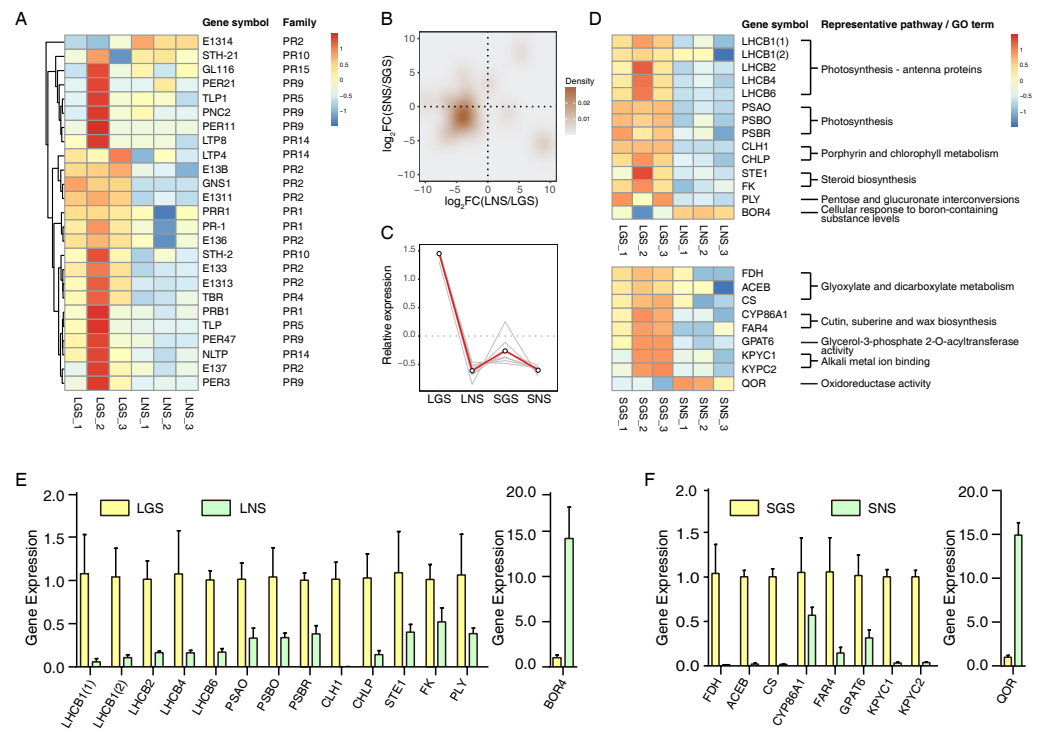 A
Gene symbol Family
E1314 PR2
STH-21 PR10
GL116 PR15
PER21 PR9
TLP1 PR5
PNC2 PR9
PER11 PR9
LTP8 PR14
LTP4 PR14
E13B PR2
GNS1 PR2
E1311 PR2
PRR1 PR1
PR-1 PR1
E136 PR2
STH-2 PR10
E133 PR2
E1313 PR2
TBR PR4
PRB1 PR1
TLP PR5
PER47 PR9
NLTP PR14
E137 PR2
PER3 PR9
LGS_1 LGS_2 LGS_3 LNS_1 LNS_2 LNS_3
1
0.5
0
−0.5
−1
B
log2FC(SNS/SGS)
10
5
0
−5
−10
−10 −5 0 5 10
log2FC(LNS/LGS)
Density
0.02
0.01
C
Relative expression
1.5
1.0
0.5
0.0
−0.5
LGS LNS SGS SNS
D
Gene symbol Representative pathway / GO term
LHCB1(1)
LHCB1(2)
LHCB2 Photosynthesis - antenna proteins
LHCB4
LHCB6
PSAO
PSBO Photosynthesis
PSBR
CLH1
CHLP Porphyrin and chlorophyll metabolism
STE1
FK Steroid biosynthesis
PLY Pentose and glucuronate interconversions
BOR4 Cellular response to boron-containing
substance levels
LGS_1 LGS_2 LGS_3 LNS_1 LNS_2 LNS_3
1
0.5
0
−0.5
−1
FDH
ACEB Glyoxylate and dicarboxylate metabolism
CS
CYP86A1
FAR4 Cutin, suberine and wax biosynthesis
GPAT6 Glycerol-3-phosphate 2-O-acyltransferase
activity
KPYC1
KYPC2 Alkali metal ion binding
QOR Oxidoreductase activity
SGS_1 SGS_2 SGS_3 SNS_1 SNS_2 SNS_3
E
Gene Expression
2.0
1.5
1.0
0.5
0.0
LGS LNS
LHCB1(1) LHCB1(2) LHCB2 LHCB4 LHCB6 PSAO PSBO PSBR CLH1 CHLP STE1 FK PLY
Gene Expression
20.0
15.0
10.0
5.0
0.0
BOR4
F
Gene Expression
2.0
1.5
1.0
0.5
0.0
SGS SNS
FDH ACEB CS CYP86A1 FAR4 GPAT6 KPYC1 KPYC2
Gene Expression
20.0
15.0
10.0
5.0
0.0
QOR